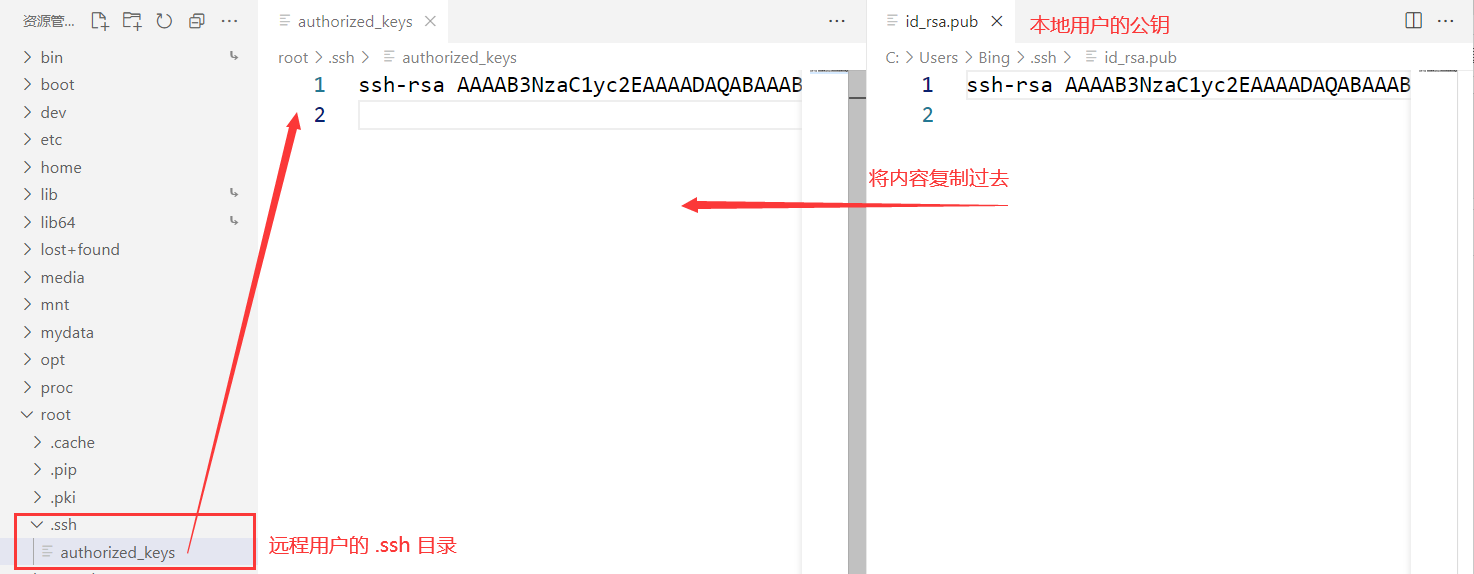 资源管...
authorized_keys
root > .ssh > authorized_keys
1 ssh-rsa AAAAB3NzaC1yc2EAAAADAQABAAAB
2
id_rsa.pub
本地用户的公钥
C: > Users > Bing > .ssh > id_rsa.pub
1 ssh-rsa AAAAB3NzaC1yc2EAAAADAQABAAAB
2
将内容复制过去
bin
boot
dev
etc
home
lib
lib64
lost+found
media
mnt
mydata
opt
proc
root
.cache
.pip
.pki
.ssh
authorized_keys
远程用户的 .ssh 目录